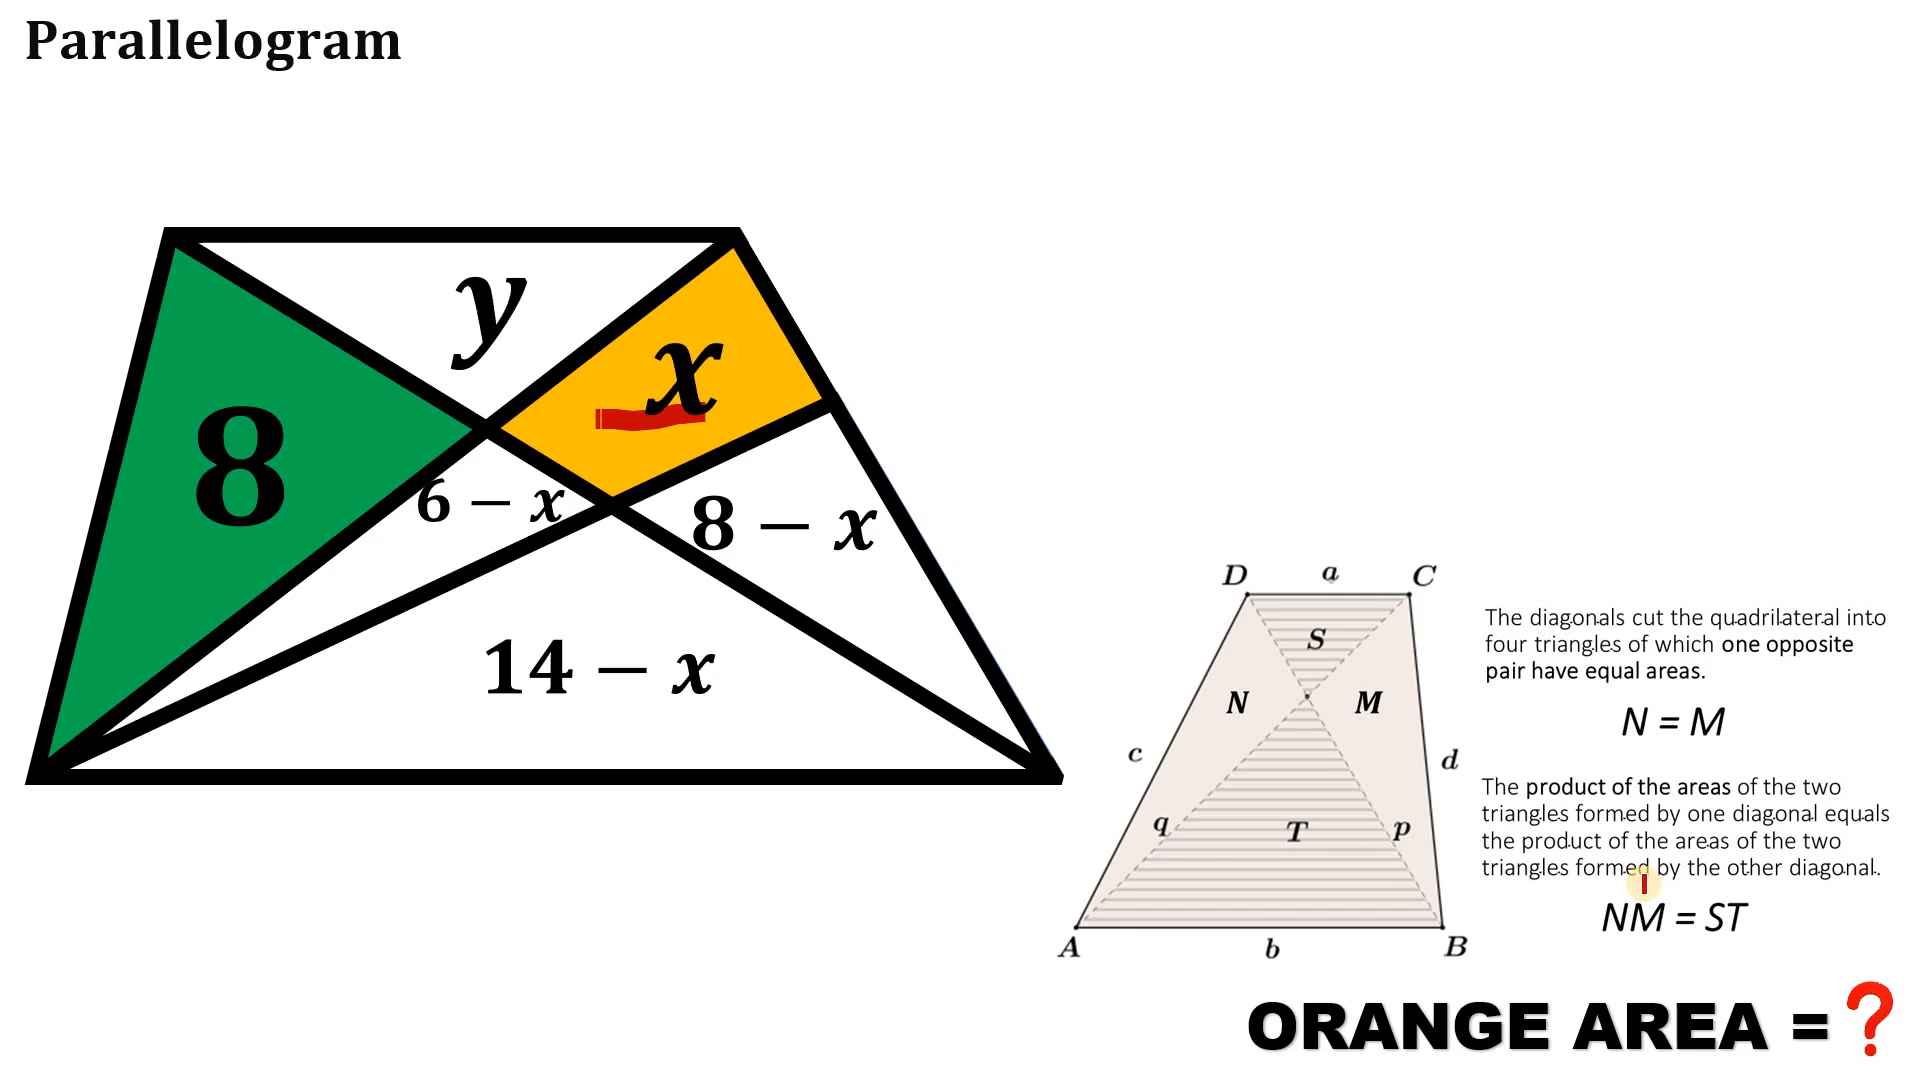 Parallelogram
y
x
8
6 − x
8 − x
14 − x
D
a
C
S
N
M
c
d
q
T
p
A
b
B
The diagonals cut the quadrilateral into
four triangles of which one opposite
pair have equal areas.
N = M
The product of the areas of the two
triangles formed by one diagonal equals
the product of the areas of the two
triangles formed by the other diagonal.
NM = ST
ORANGE AREA =❓